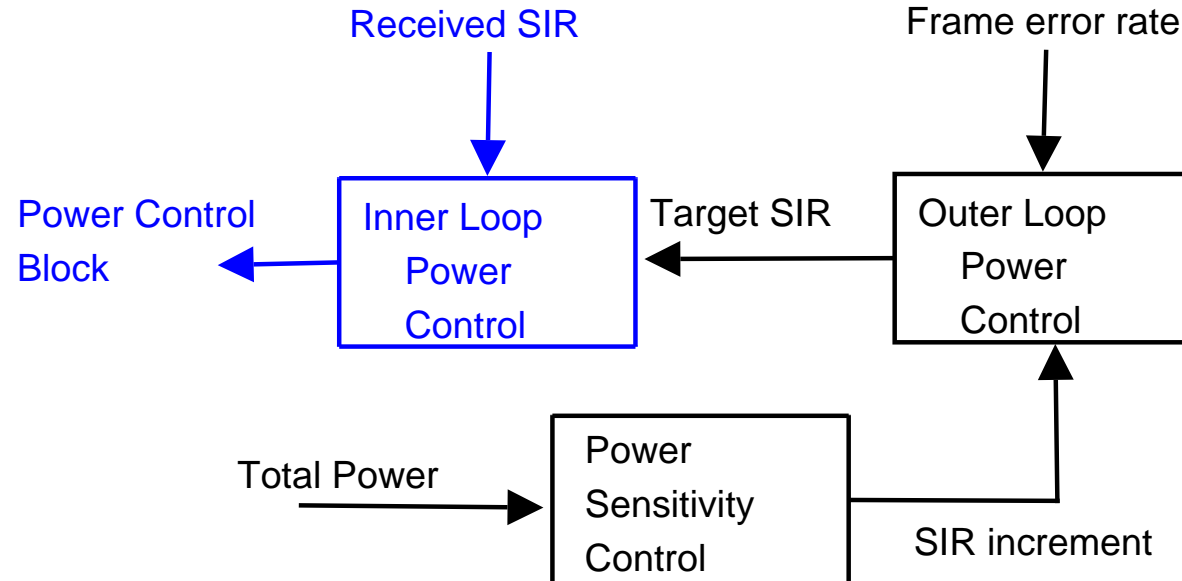 Received SIR
Frame error rate
Power Control
Block
Inner Loop
Power
Control
Target SIR
Outer Loop
Power
Control
Total Power
Power
Sensitivity
Control
SIR increment